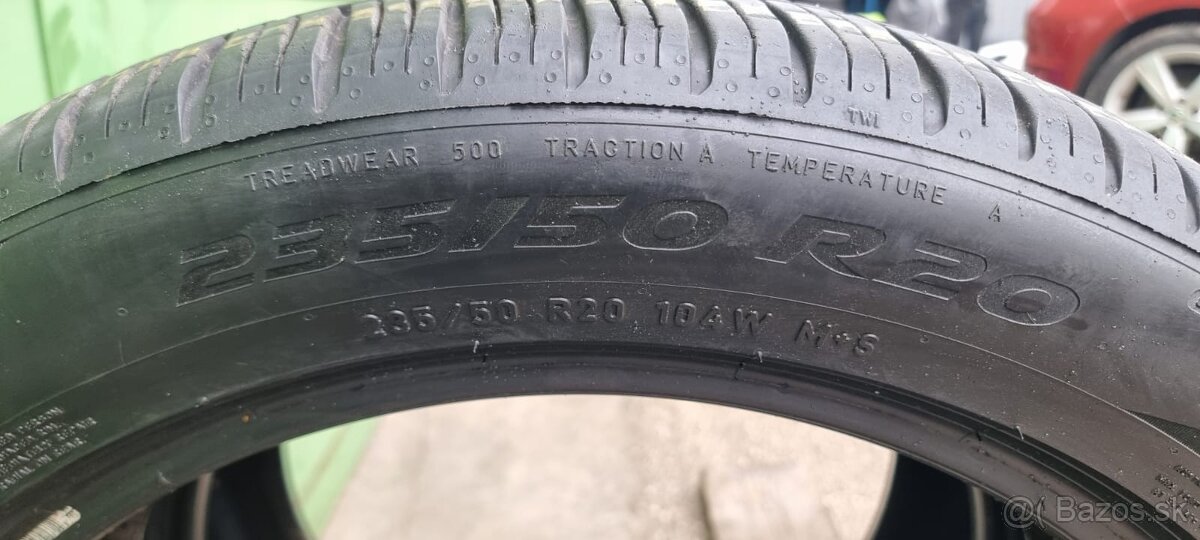 TWI
TREADWEAR 500 TRACTION A TEMPERATURE A
235/50 R20
235/50 R20 104W M+S
Bazos.sk